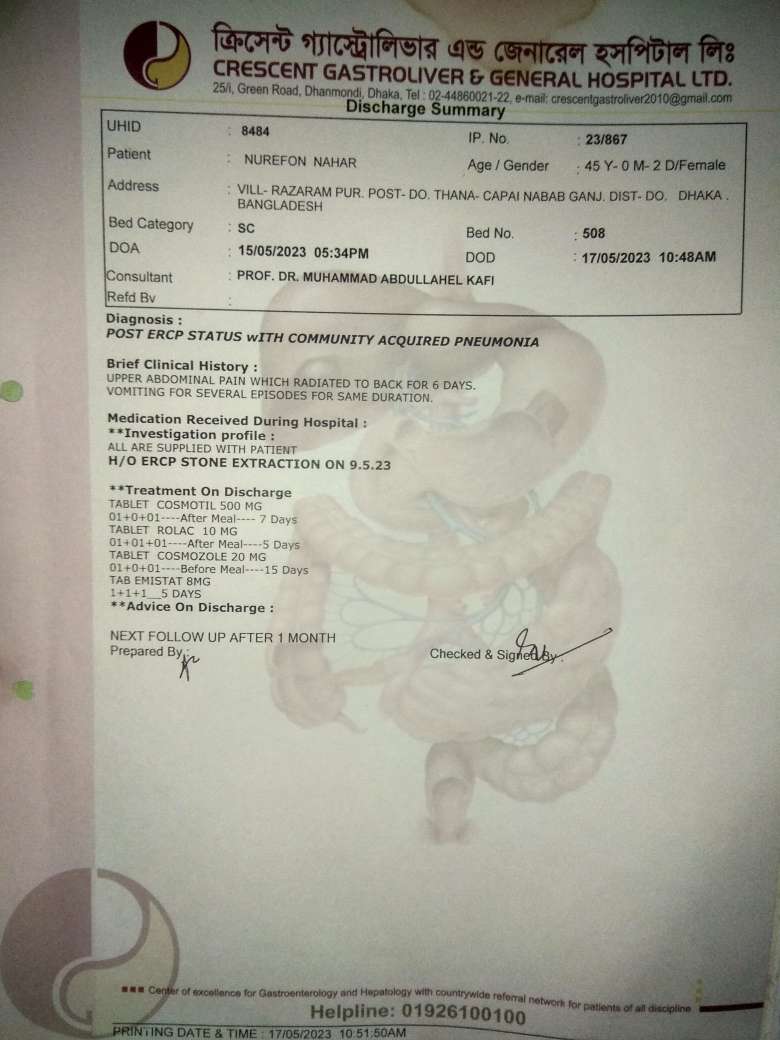 ক্রিসেন্ট গ্যাস্ট্রোলিভার এন্ড জেনারেল হসপিটাল লিঃ
CRESCENT GASTROLIVER & GENERAL HOSPITAL LTD.
25/i, Green Road, Dhanmondi, Dhaka, Tel : 02-44860021-22, e-mail: crescentgastroliver2010@gmail.com
Discharge Summary
UHID : 8484 IP. No. : 23/867
Patient : NUREFON NAHAR Age / Gender : 45 Y- 0 M- 2 D/Female
Address : VILL- RAZARAM PUR. POST- DO. THANA- CAPAI NABAB GANJ. DIST- DO. DHAKA .
BANGLADESH
Bed Category : SC Bed No. : 508
DOA : 15/05/2023 05:34PM DOD : 17/05/2023 10:48AM
Consultant : PROF. DR. MUHAMMAD ABDULLAHEL KAFI
Refd By :
Diagnosis :
POST ERCP STATUS wITH COMMUNITY ACQUIRED PNEUMONIA
Brief Clinical History :
UPPER ABDOMINAL PAIN WHICH RADIATED TO BACK FOR 6 DAYS.
VOMITING FOR SEVERAL EPISODES FOR SAME DURATION.
Medication Received During Hospital :
**Investigation profile :
ALL ARE SUPPLIED WITH PATIENT
H/O ERCP STONE EXTRACTION ON 9.5.23
**Treatment On Discharge
TABLET COSMOTIL 500 MG
01+0+01----After Meal---- 7 Days
TABLET ROLAC 10 MG
01+01+01----After Meal----5 Days
TABLET COSMOZOLE 20 MG
01+0+01----Before Meal----15 Days
TAB EMISTAT 8MG
1+1+1__5 DAYS
**Advice On Discharge :
NEXT FOLLOW UP AFTER 1 MONTH
Prepared By : Checked & Signed By :
■■■ Center of excellence for Gastroenterology and Hepatology with countrywide referral network for patients of all discipline
Helpline: 01926100100
PRINTING DATE & TIME : 17/05/2023 10:51:50AM